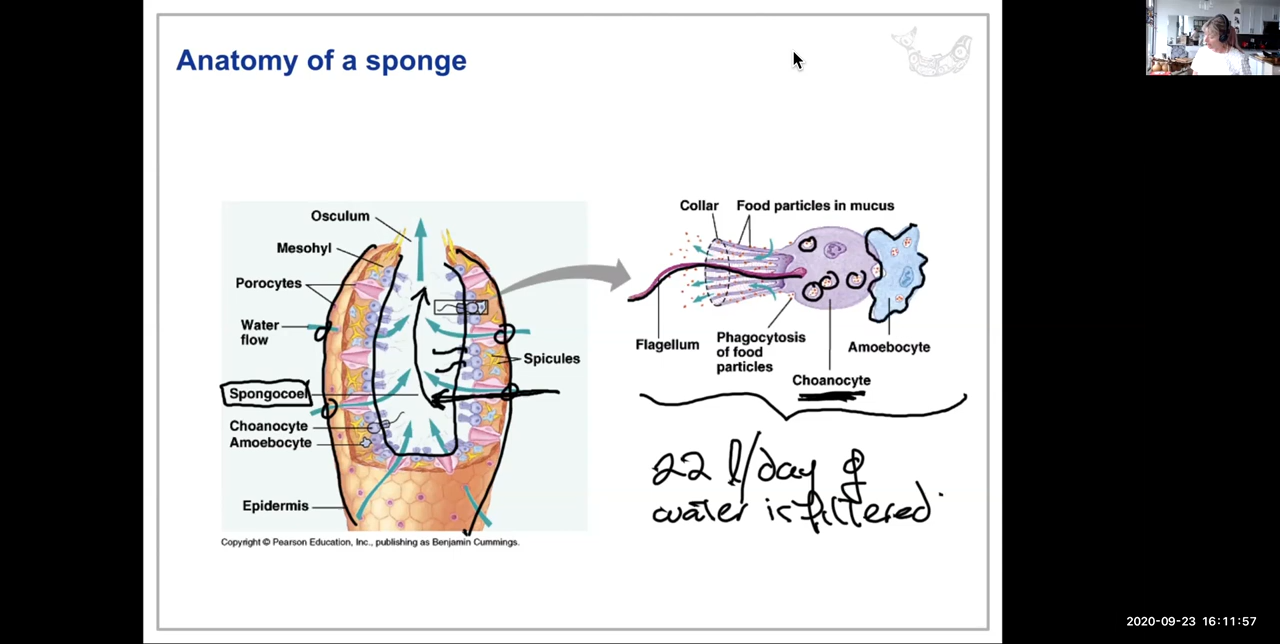 Anatomy of a sponge
Osculum
Mesohyl
Porocytes
Water
flow
Spongocoel
Choanocyte
Amoebocyte
Epidermis
Spicules
Copyright © Pearson Education, Inc., publishing as Benjamin Cummings.
Collar
Food particles in mucus
Flagellum
Phagocytosis
of food
particles
Choanocyte
Amoebocyte
22 l/day of
water is filtered
2020-09-23 16:11:57